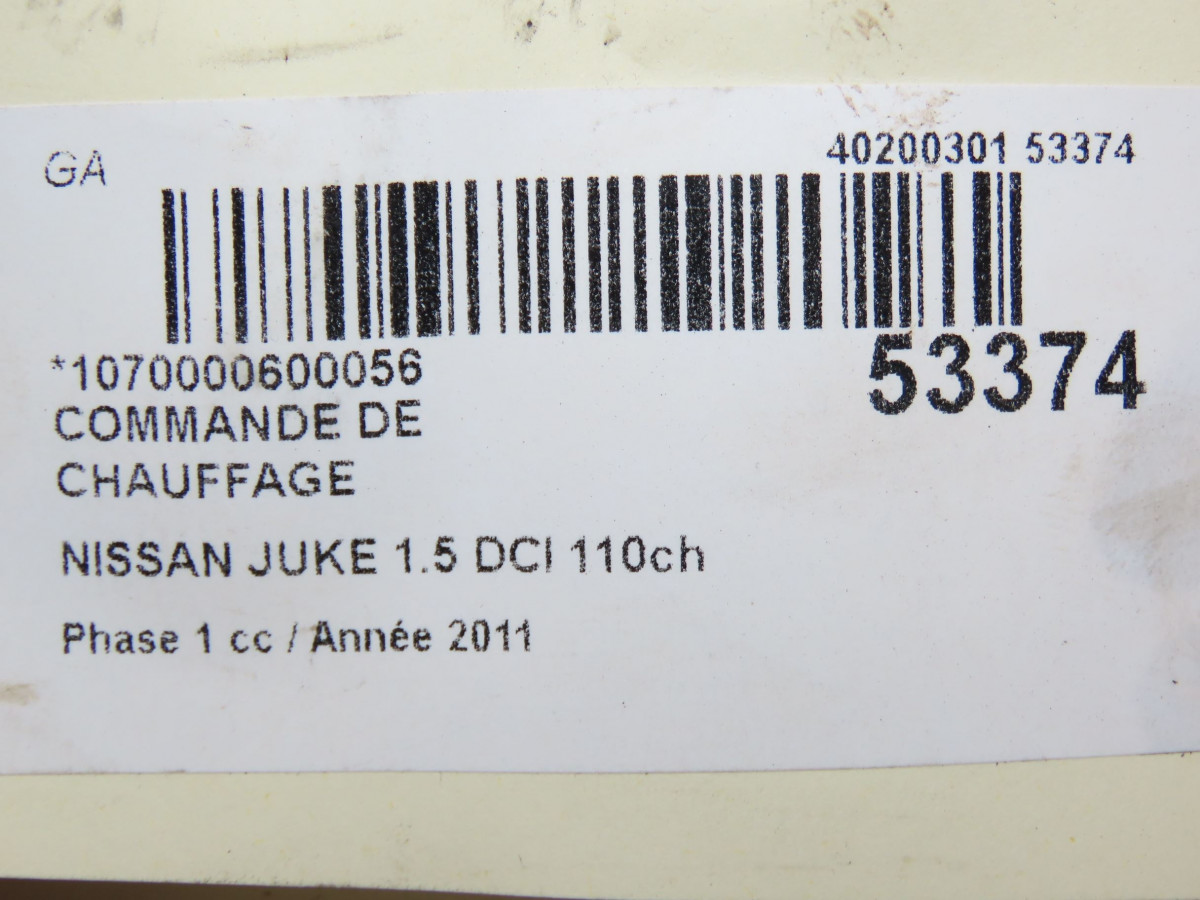 GA
40200301 53374
53374
*1070000600056
COMMANDE DE
CHAUFFAGE
NISSAN JUKE 1.5 DCI 110ch
Phase 1 cc / Année 2011